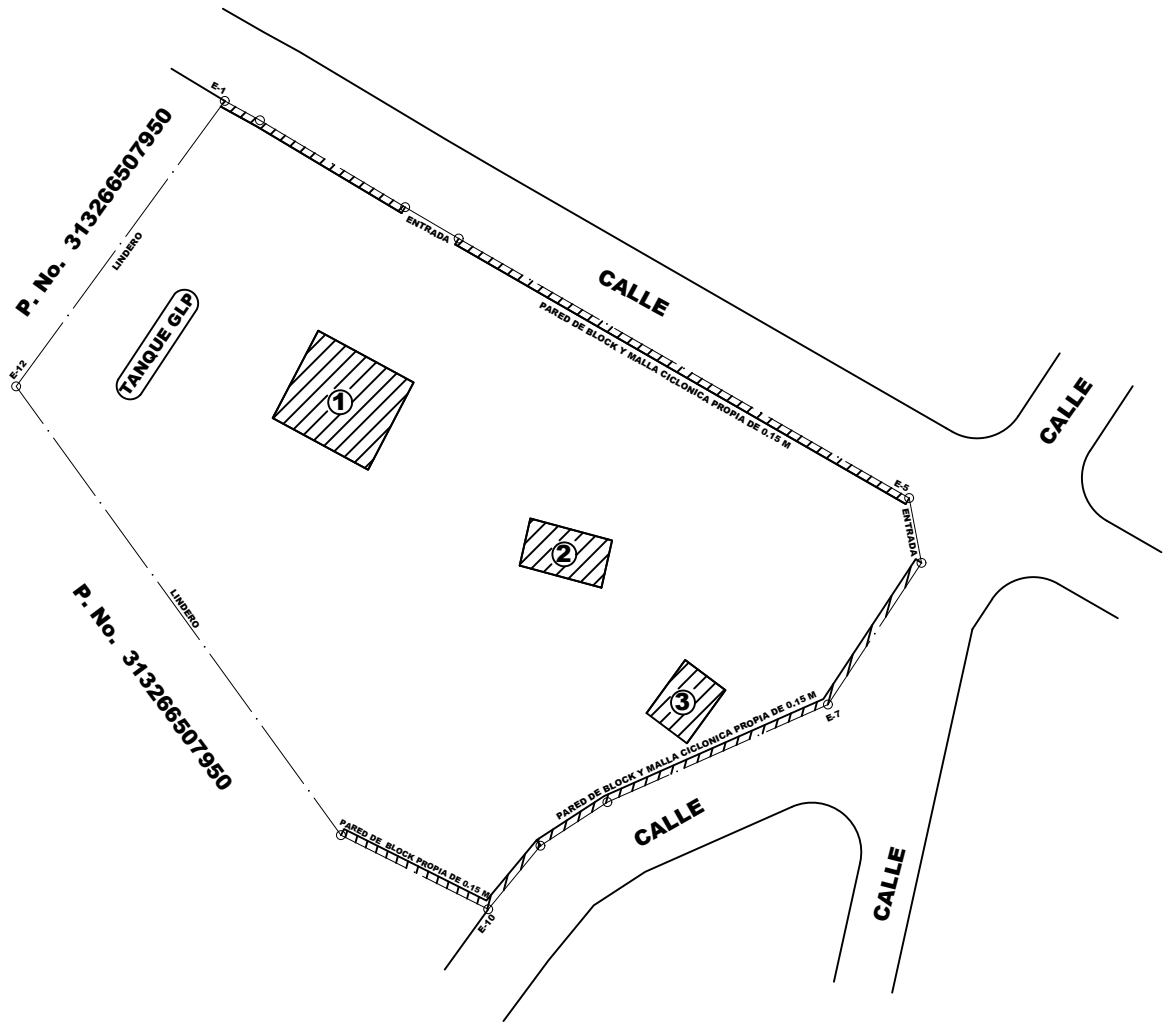 E-1
P. No. 313266507950
LINDERO
ENTRADA
CALLE
PARED DE BLOCK Y MALLA CICLONICA PROPIA DE 0.15 M
TANQUE GLP
E-12
1
CALLE
E-5
ENTRADA
2
LINDERO
P. No. 313266507950
3
E-7
PARED DE BLOCK Y MALLA CICLONICA PROPIA DE 0.15 M
CALLE
PARED DE BLOCK PROPIA DE 0.15 M
CALLE
E-10